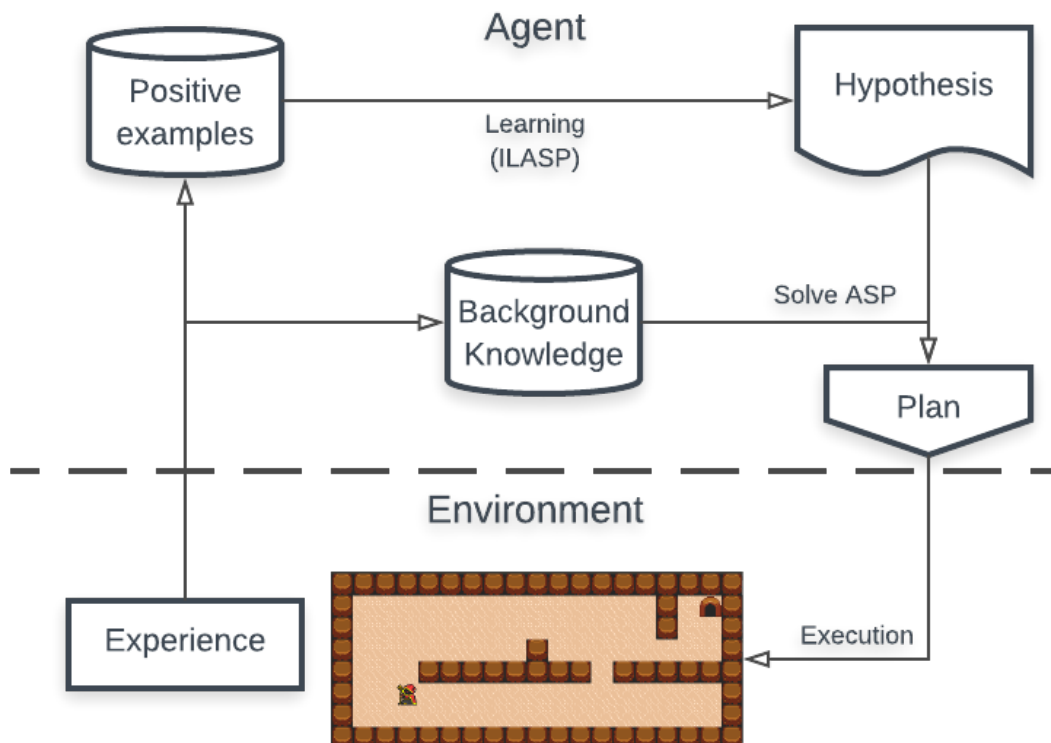 Agent
Positive
examples
Hypothesis
Learning
(ILASP)
Background
Knowledge
Solve ASP
Plan
Environment
Experience
Execution